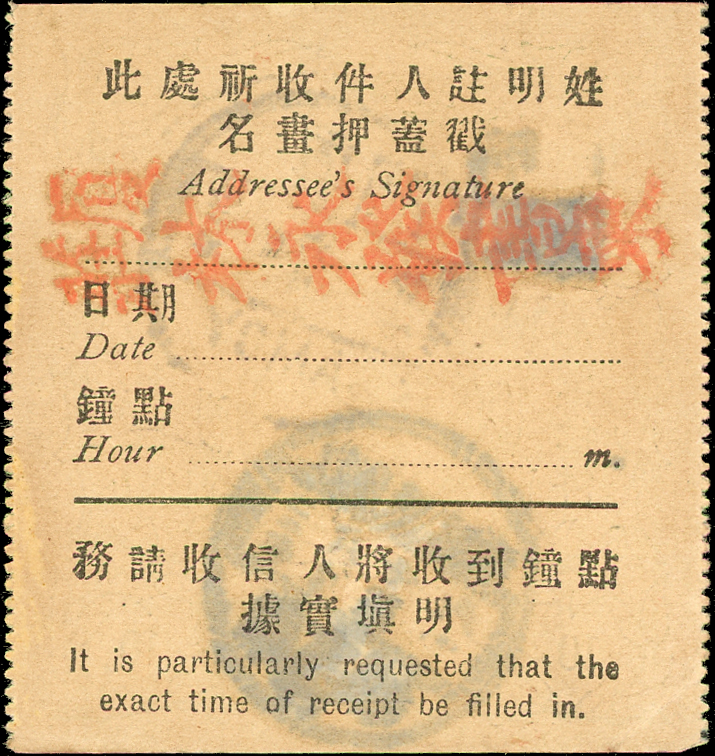 此處祈收件人註明姓
名畫押蓋戳
Addressee's Signature
日期
Date
鐘點
Hour m.
務請收信人將收到鐘點
據實填明
It is particularly requested that the
exact time of receipt be filled in.